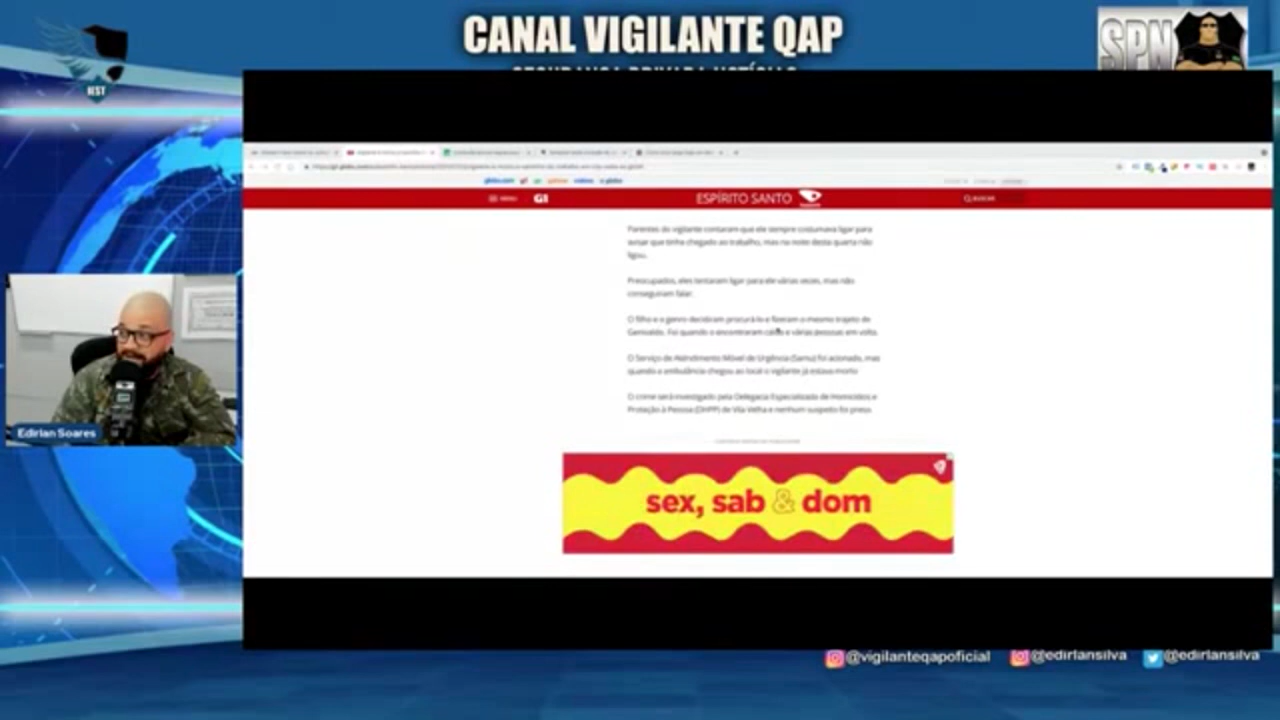 CANAL VIGILANTE QAP
SPN
IEST
MENU
G1
ESPÍRITO SANTO
BUSCAR
Parentes do vigilante contaram que ele sempre costumava ligar para
avisar que tinha chegado ao trabalho, mas na noite desta quarta não
ligou.
Preocupados, eles tentaram ligar para ele várias vezes, mas não
conseguiram falar.
O filho e o genro decidiram procurá-lo e fizeram o mesmo trajeto de
Genivaldo. Foi quando o encontraram caído e várias pessoas em volta.
O Serviço de Atendimento Móvel de Urgência (Samu) foi acionado, mas
quando a ambulância chegou ao local o vigilante já estava morto
O crime será investigado pela Delegacia Especializada de Homicídios e
Proteção à Pessoa (DHPP) de Vila Velha e nenhum suspeito foi preso.
Edirlan Soares
sex, sab & dom
@vigilanteqapoficial
@edirlansilva
@edirlansilva